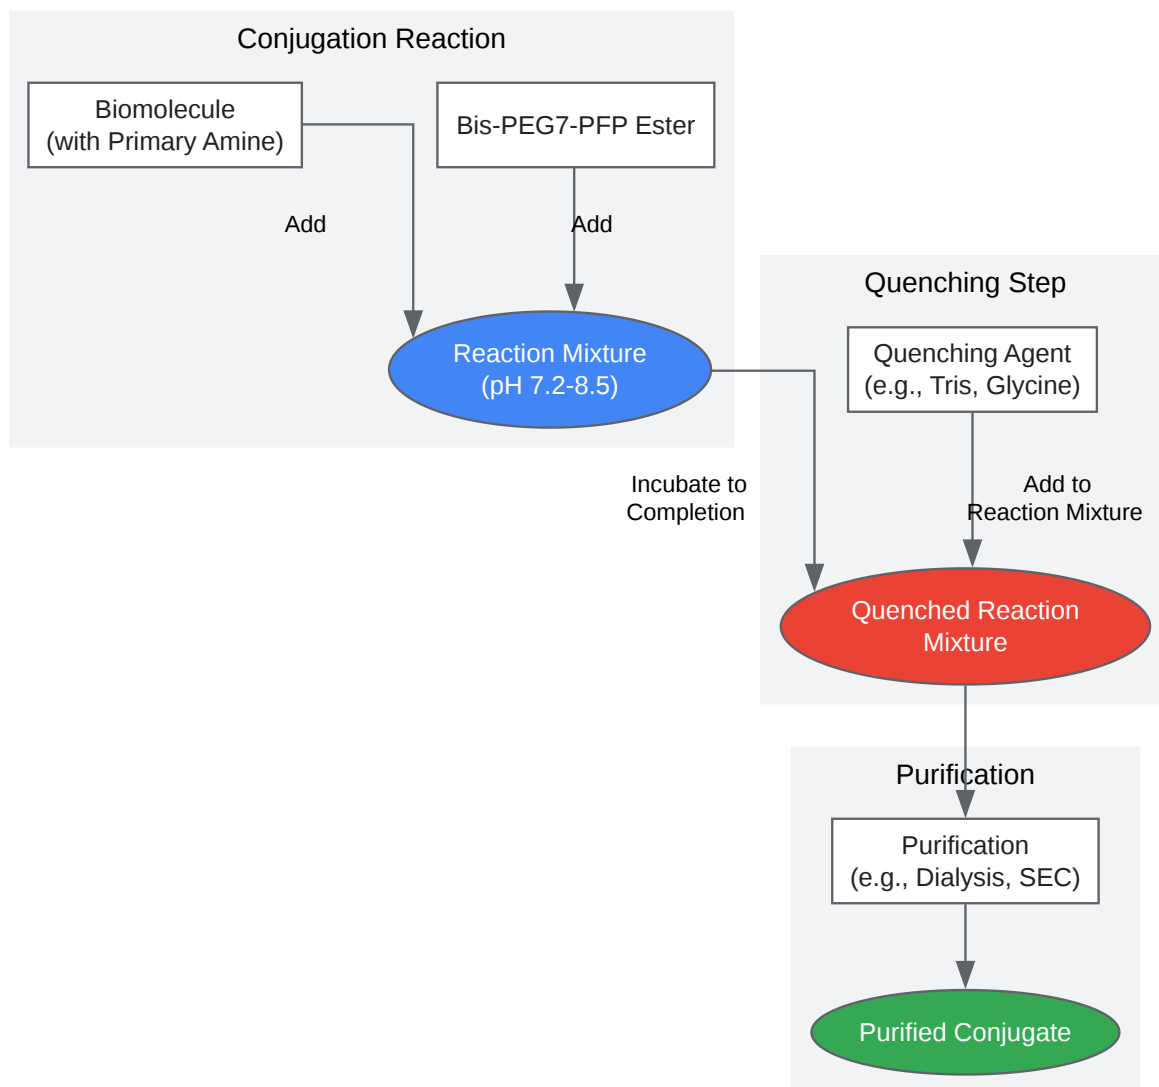 Conjugation Reaction
Biomolecule
(with Primary Amine)
Bis-PEG7-PFP Ester
Add
Add
Reaction Mixture
(pH 7.2-8.5)
Quenching Step
Quenching Agent
(e.g., Tris, Glycine)
Incubate to
Completion
Add to
Reaction Mixture
Quenched Reaction
Mixture
Purification
Purification
(e.g., Dialysis, SEC)
Purified Conjugate